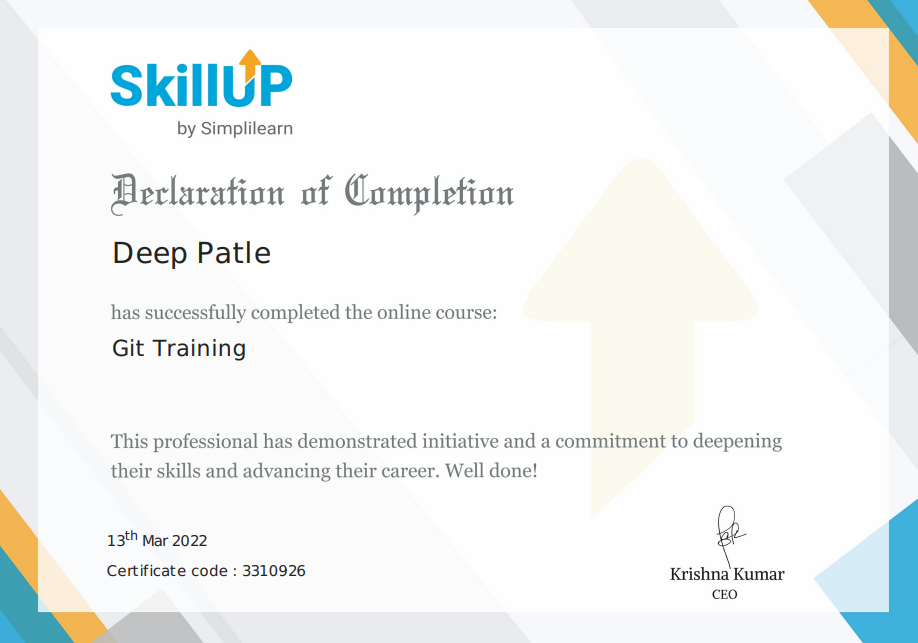 SkillUP
by Simplilearn
Declaration of Completion
Deep Patle
has successfully completed the online course:
Git Training
This professional has demonstrated initiative and a commitment to deepening
their skills and advancing their career. Well done!
13th Mar 2022
Certificate code : 3310926
Krishna Kumar
CEO